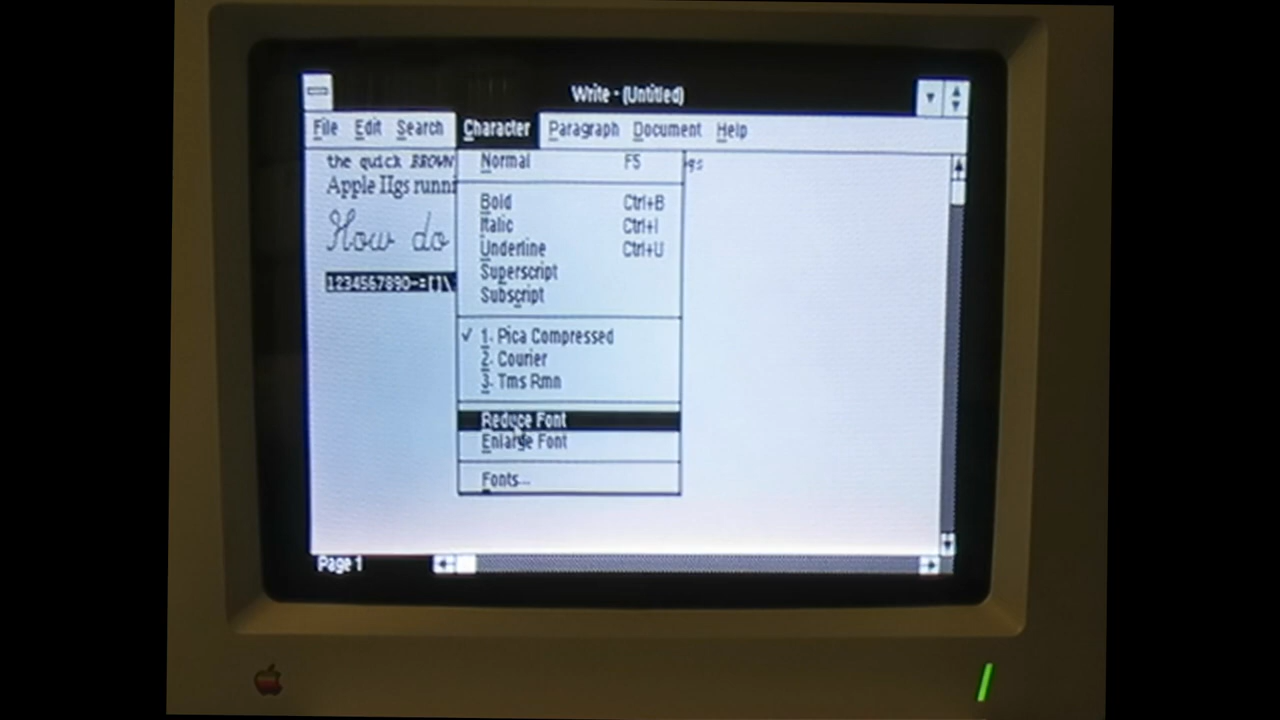 Write - (Untitled)
File Edit Search Character Paragraph Document Help
the quick BROWN
Apple IIgs runni
How do
1234567890-=[]\
Normal F5
Bold Ctrl+B
Italic Ctrl+I
Underline Ctrl+U
Superscript
Subscript
✓ 1. Pica Compressed
2. Courier
3. Tms Rmn
Reduce Font
Enlarge Font
Fonts...
Page 1